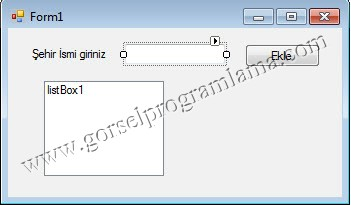 Form1
Şehir İsmi giriniz
Ekle
listBox1
www.gorselprogramlama.com